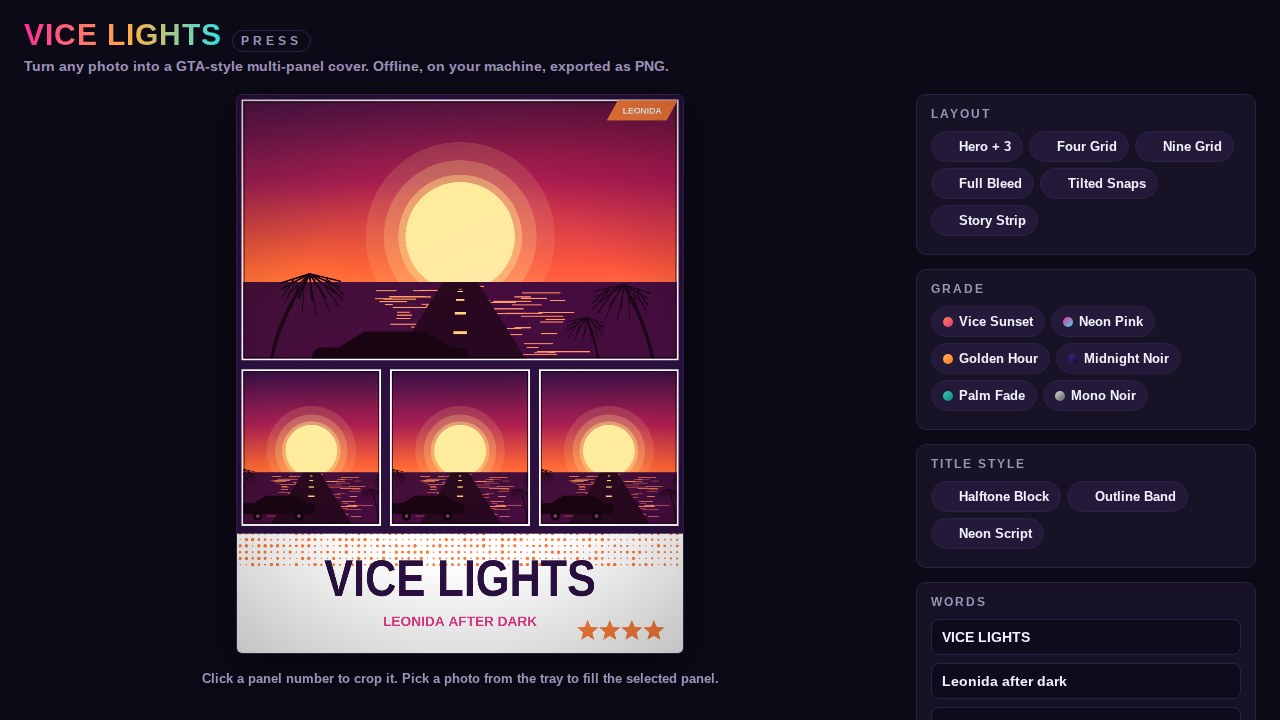 VICE LIGHTS PRESS
Turn any photo into a GTA-style multi-panel cover. Offline, on your machine, exported as PNG.
LEONIDA
VICE LIGHTS
LEONIDA AFTER DARK
Click a panel number to crop it. Pick a photo from the tray to fill the selected panel.
LAYOUT
Hero + 3 Four Grid Nine Grid
Full Bleed Tilted Snaps
Story Strip
GRADE
Vice Sunset Neon Pink
Golden Hour Midnight Noir
Palm Fade Mono Noir
TITLE STYLE
Halftone Block Outline Band
Neon Script
WORDS
VICE LIGHTS
Leonida after dark